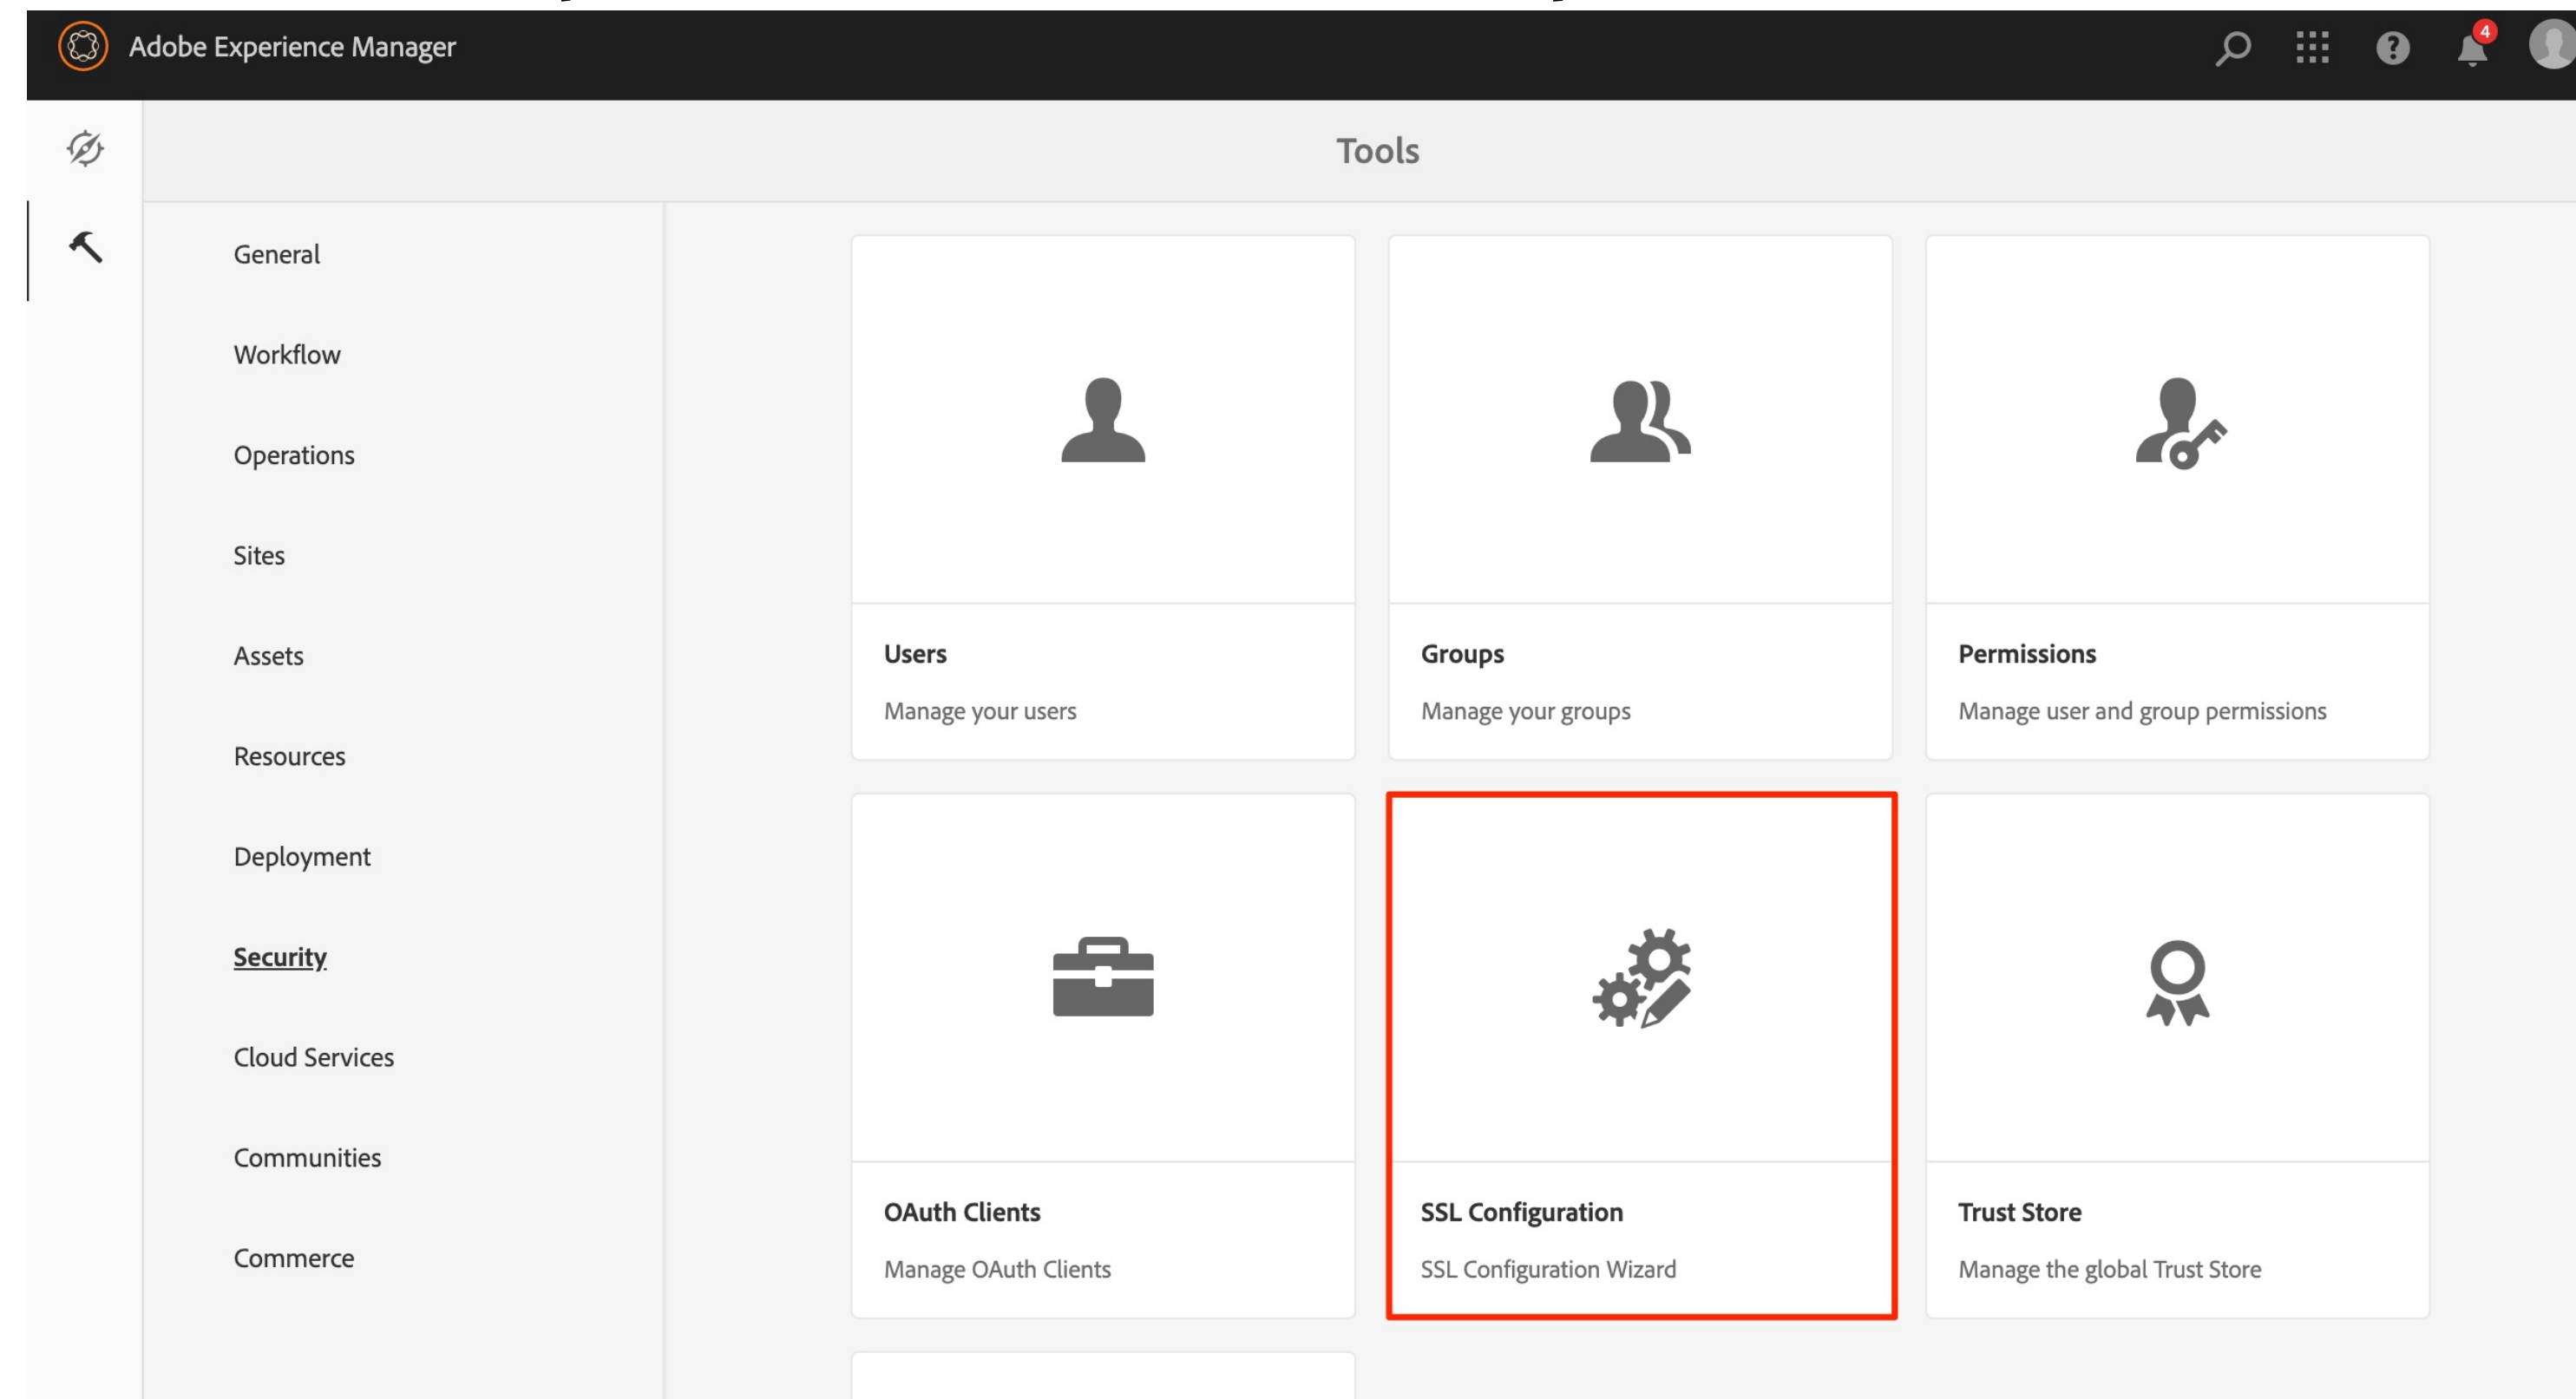 Adobe Experience Manager
4
Tools
General
Workflow
Operations
Sites
Assets
Resources
Deployment
Security
Cloud Services
Communities
Commerce
Users
Manage your users
Groups
Manage your groups
Permissions
Manage user and group permissions
OAuth Clients
Manage OAuth Clients
SSL Configuration
SSL Configuration Wizard
Trust Store
Manage the global Trust Store